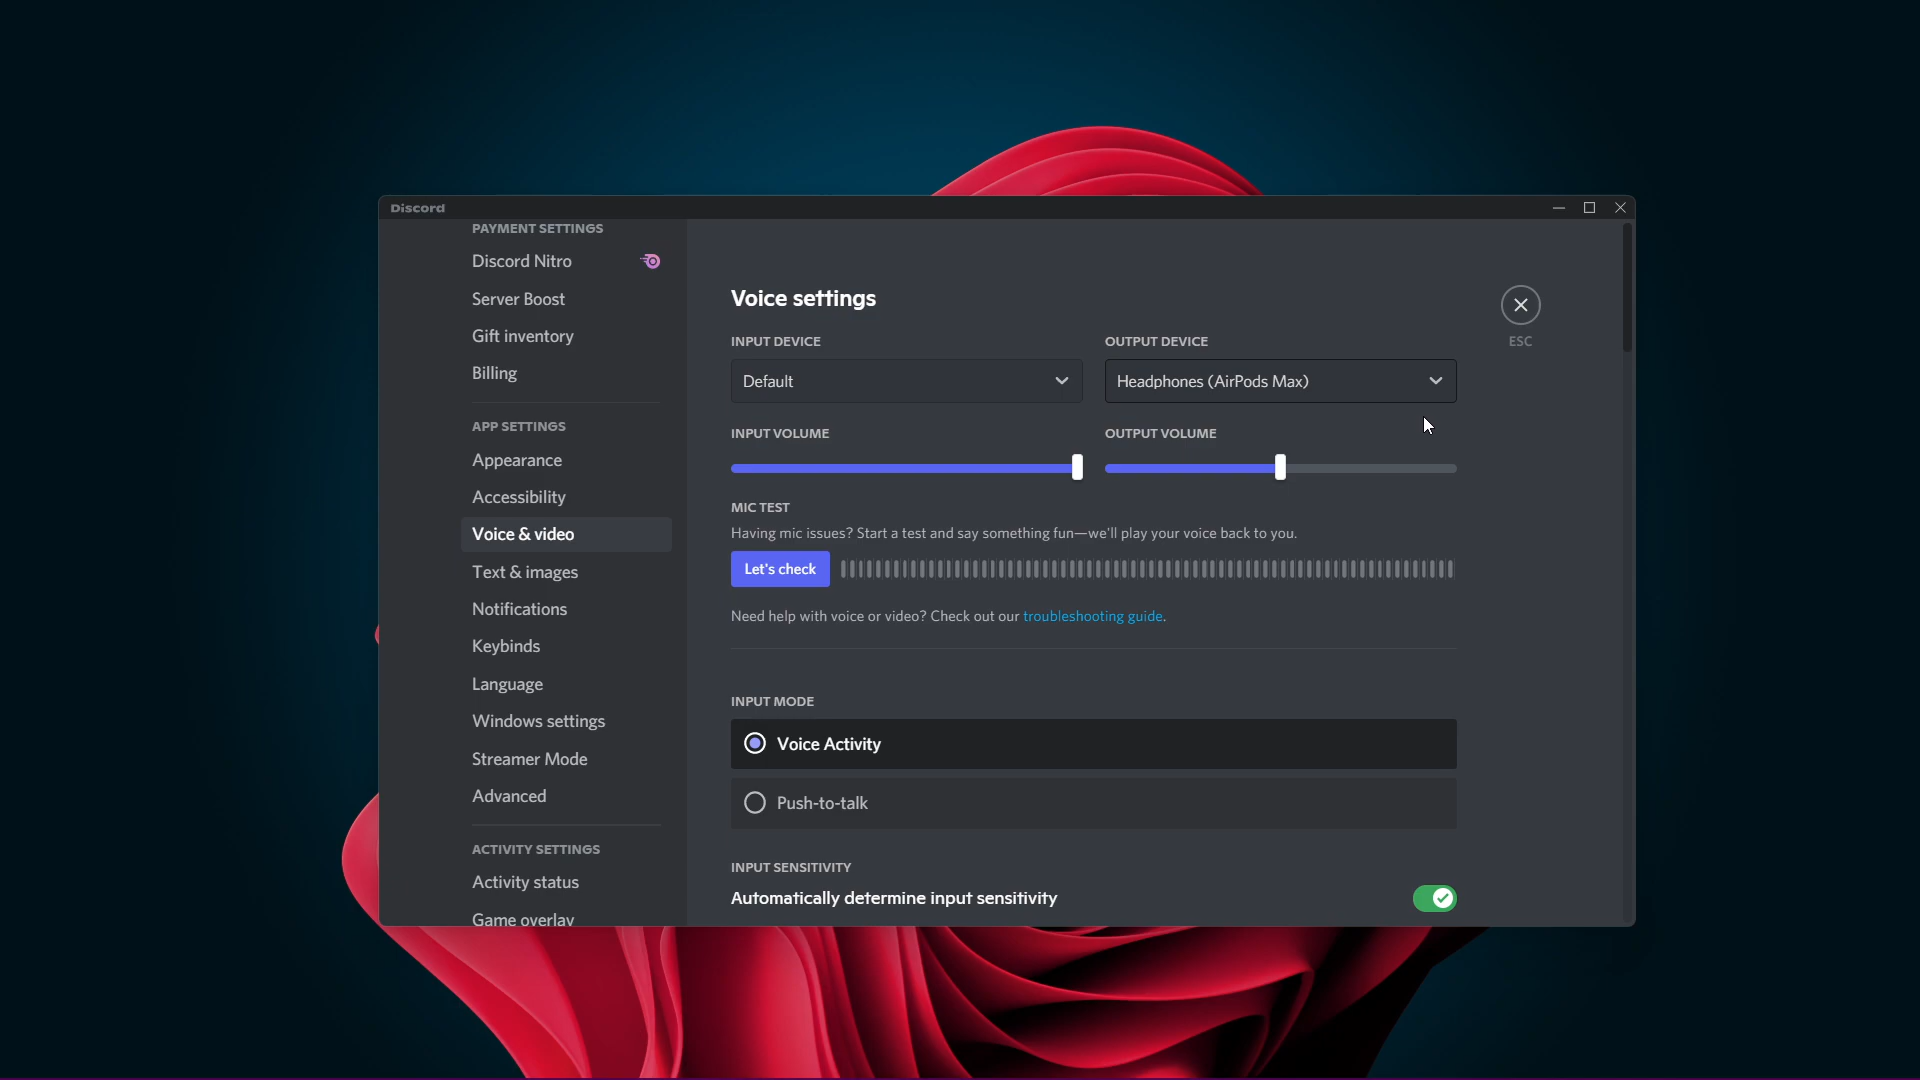 Discord
PAYMENT SETTINGS
Discord Nitro
Server Boost
Gift inventory
Billing
APP SETTINGS
Appearance
Accessibility
Voice & video
Text & images
Notifications
Keybinds
Language
Windows settings
Streamer Mode
Advanced
ACTIVITY SETTINGS
Activity status
Game overlay
Voice settings
ESC
INPUT DEVICE
Default
OUTPUT DEVICE
Headphones (AirPods Max)
INPUT VOLUME
OUTPUT VOLUME
MIC TEST
Having mic issues? Start a test and say something fun—we'll play your voice back to you.
Let's check
Need help with voice or video? Check out our troubleshooting guide.
INPUT MODE
Voice Activity
Push-to-talk
INPUT SENSITIVITY
Automatically determine input sensitivity